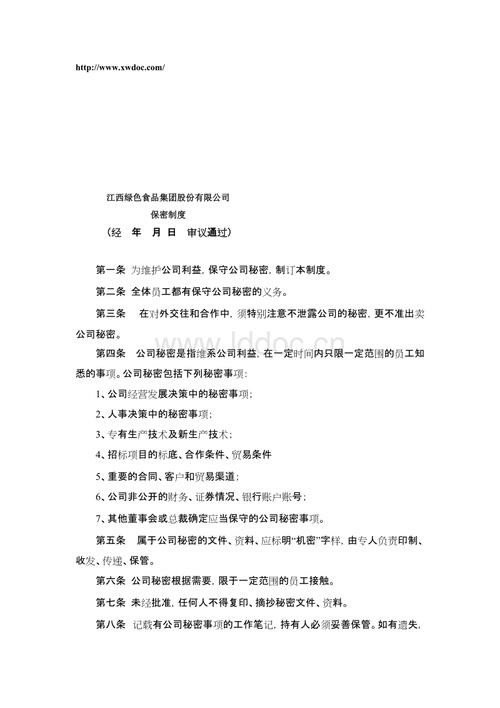 http://www.xwdoc.com/
江西绿色食品集团股份有限公司
保密制度
(经 年 月 日 审议通过)
第一条 为维护公司利益,保守公司秘密,制订本制度。
第二条 全体员工都有保守公司秘密的义务。
第三条 在对外交往和合作中,须特别注意不泄露公司的秘密,更不准出卖
公司秘密。
www.lddoc.cn
第四条 公司秘密是指维系公司利益,在一定时间内只限一定范围的员工知
悉的事项。公司秘密包括下列秘密事项:
1、公司经营发展决策中的秘密事项;
2、人事决策中的秘密事项;
3、专有生产技术及新生产技术;
4、招标项目的标底、合作条件、贸易条件
5、重要的合同、客户和贸易渠道;
6、公司非公开的财务、证券情况、银行账户账号;
7、其他董事会或总裁确定应当保守的公司秘密事项。
第五条 属于公司秘密的文件、资料、应标明“机密”字样,由专人负责印制、
收发、传递、保管。
第六条 公司秘密根据需要,限于一定范围的员工接触。
第七条 未经批准,任何人不得复印、摘抄秘密文件、资料。
第八条 记载有公司秘密事项的工作笔记,持有人必须妥善保管。如有遗失,